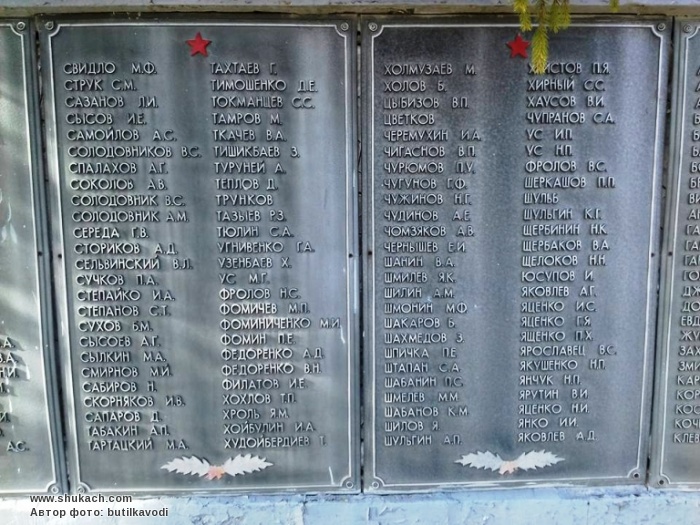 СВИДЛО М.Ф.
СТРУК С.М.
САЗАНОВ Л.И.
СЫСОВ И.Е.
САМОЙЛОВ А.С.
СОЛОДОВНИКОВ В.С.
СПАЛАХОВ А.Г.
СОКОЛОВ А.В.
СОЛОДОВНИК В.С.
СОЛОДОВНИК А.М.
СЕРЕДА Г.В.
СТОРИКОВ А.Д.
СЕЛЬВИНСКИЙ В.Л.
СУЧКОВ П.А.
СТЕПАЙКО И.А.
СТЕПАНОВ С.Т.
СУХОВ Б.М.
СЫСОЕВ А.Г.
СЫЛКИН М.А.
СМИРНОВ М.И.
САБИРОВ Н.
СКОРНЯКОВ И.В.
САПАРОВ Д.
ТАБАКИН А.П.
ТАРТАЦКИЙ М.А.
ТАХТАЕВ Г.
ТИМОШЕНКО Д.Е.
ТОКМАНЦЕВ С.С.
ТАМРОВ М.
ТКАЧЕВ В.А.
ТИШИКБАЕВ З.
ТУРУНЕЙ А.
ТЕПЛОВ Д.
ТРУНКОВ
ТАЗЫЕВ Р.З.
ТЮЛИН С.А.
УГНИВЕНКО Г.А.
УЗЕНБАЕВ Х.
УС М.Г.
ФРОЛОВ Н.С.
ФОМИЧЕВ М.П.
ФОМИНИЧЕНКО М.И.
ФОМИН П.Е.
ФЕДОРЕНКО А.Д.
ФЕДОРЕНКО В.Н.
ФИЛАТОВ И.Е.
ХОХЛОВ Т.П.
ХРОЛЬ Я.М.
ХОЙБУЛИН И.А.
ХУДОЙБЕРДИЕВ Т.
ХОЛМУЗАЕВ М.
ХОЛОВ Б.
ЦЫБИЗОВ В.П.
ЦВЕТКОВ
ЧЕРЕМУХИН И.А.
ЧИГАСНОВ В.П.
ЧУРЮМОВ П.У.
ЧУГУНОВ Г.Ф.
ЧУЖИНОВ Н.Г.
ЧУДИНОВ А.Е.
ЧОМЗЯКОВ А.В.
ЧЕРНЫШЕВ Е.И.
ШАНИН В.А.
ШМИЛЕВ Я.К.
ШИЛИН А.М.
ШМОНИН М.Ф.
ШАКАРОВ Б.
ШАХМЕДОВ З.
ШПИЧКА П.Е.
ШТАПАН С.А.
ШАБАНИН П.С.
ШМЕЛЕВ М.М.
ШАБАНОВ К.М.
ШИЛОВ Я.
ШУЛЬГИН А.П.
П.Я.
ХИРНЫЙ С.С.
ХАУСОВ В.И.
ЧУПРАНОВ С.А.
УС И.П.
УС Н.П.
ФРОЛОВ В.С.
ШЕРКАШОВ П.П.
ШУЛЬБ
ШУЛЬГИН К.Г.
ЩЕРБИНИН Н.К.
ЩЕРБАКОВ В.А.
ЩЕЛОКОВ Н.Н.
ЮСУПОВ И.
ЯКОВЛЕВ А.Г.
ЯЦЕНКО И.С.
ЯЦЕНКО Г.Я.
ЯЩЕНКО П.Х.
ЯРОСЛАВЕЦ В.С.
ЯКУШЕНКО Н.П.
ЯНЧУК Н.П.
ЯРУТИН В.И.
ЯЦЕНКО Н.И.
ЯНКО И.И.
ЯКОВЛЕВ А.Д.
www.shukach.com
Автор фото: butilkavodi